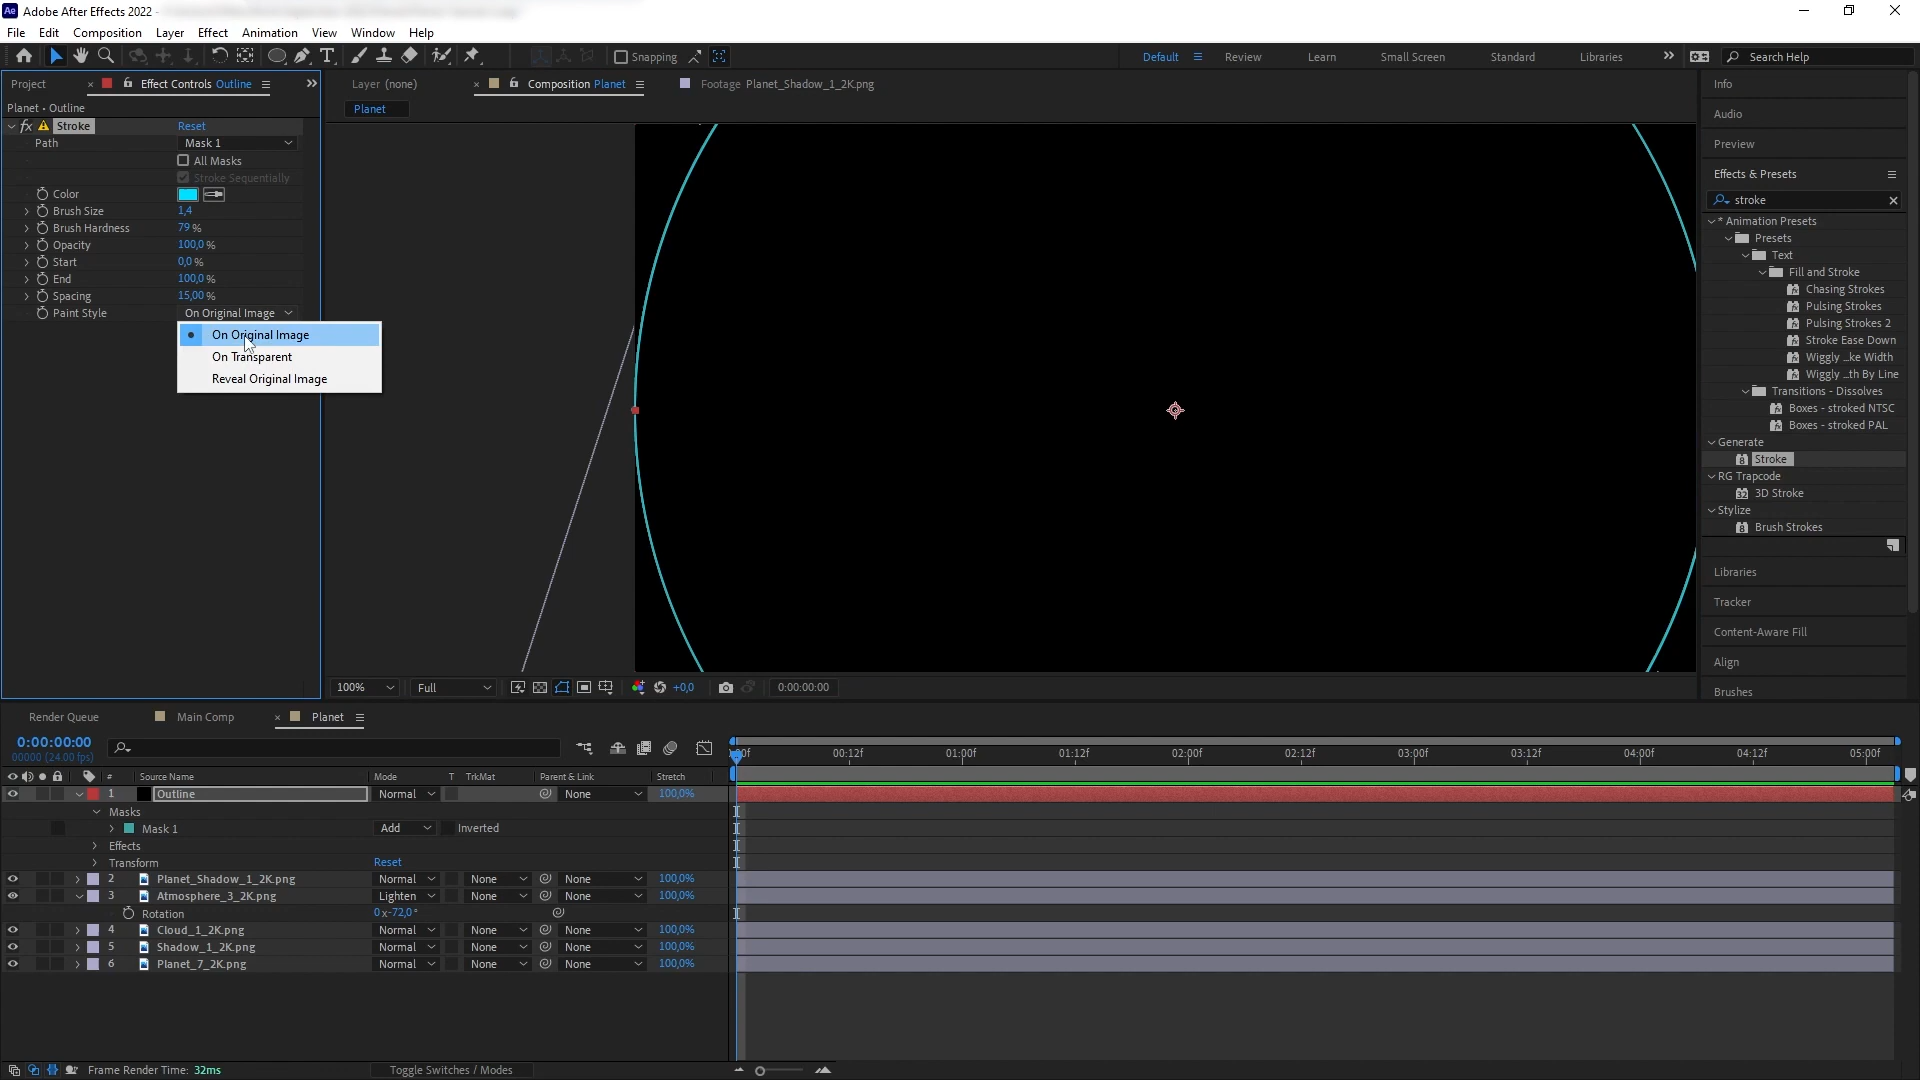 Adobe After Effects 2022 -
File Edit Composition Layer Effect Animation View Window Help
Snapping Default Review Learn Small Screen Standard Libraries Search Help
Project Effect Controls Outline Layer (none) Composition Planet Footage Planet_Shadow_1_2K.png Info
Planet • Outline Planet
Audio
Stroke Reset
Path Mask 1 Preview
All Masks
Stroke Sequentially Effects & Presets
Color stroke
Brush Size 1,4 * Animation Presets
Brush Hardness 79 % Presets
Opacity 100,0 % Text
Start 0,0 % Fill and Stroke
End 100,0 % Chasing Strokes
Spacing 15,00 % Pulsing Strokes
Paint Style On Original Image Pulsing Strokes 2
On Original Image Stroke Ease Down
On Transparent Wiggly ...ke Width
Reveal Original Image Wiggly ...th By Line
Transitions - Dissolves
Boxes - stroked NTSC
Boxes - stroked PAL
Generate
Stroke
RG Trapcode
3D Stroke
Stylize
Brush Strokes
Libraries
Tracker
Content-Aware Fill
Align
Brushes
100% Full +0,0 0:00:00:00
Render Queue Main Comp Planet
0:00:00:00
00000 (24.00 fps)
00f 00:12f 01:00f 01:12f 02:00f 02:12f 03:00f 03:12f 04:00f 04:12f 05:00f
# Source Name Mode T TrkMat Parent & Link Stretch
1 Outline Normal None 100,0%
Masks
Mask 1 Add Inverted
Effects
Transform Reset
2 Planet_Shadow_1_2K.png Normal None None 100,0%
3 Atmosphere_3_2K.png Lighten None None 100,0%
Rotation 0x-72,0°
4 Cloud_1_2K.png Normal None None 100,0%
5 Shadow_1_2K.png Normal None None 100,0%
6 Planet_7_2K.png Normal None None 100,0%
Frame Render Time: 32ms Toggle Switches / Modes